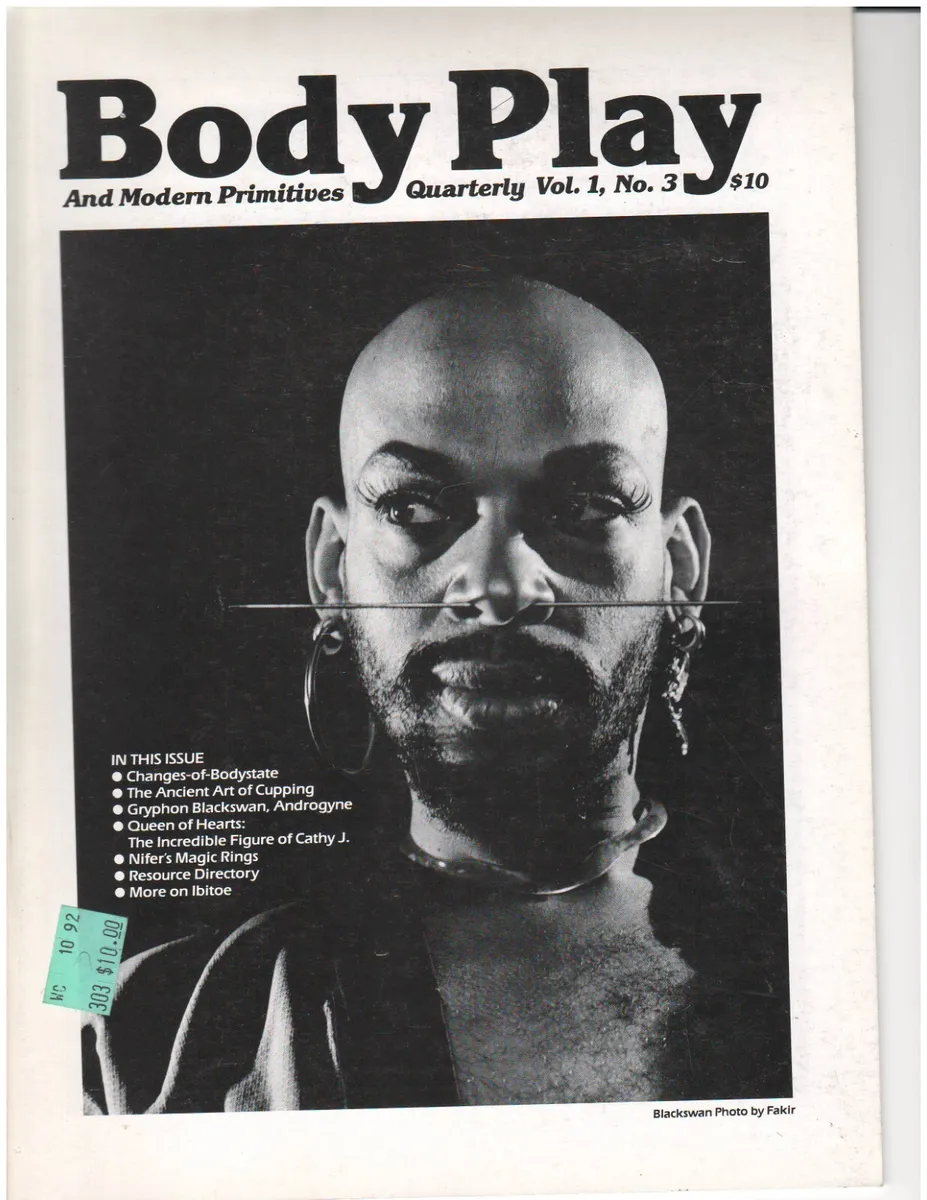 Body Play
And Modern Primitives Quarterly Vol. 1, No. 3 $10
IN THIS ISSUE
● Changes-of-Bodystate
● The Ancient Art of Cupping
● Gryphon Blackswan, Androgyne
● Queen of Hearts:
The Incredible Figure of Cathy J.
● Nifer's Magic Rings
● Resource Directory
● More on Ibitoe
WC 10 92
303 $10.00
Blackswan Photo by Fakir